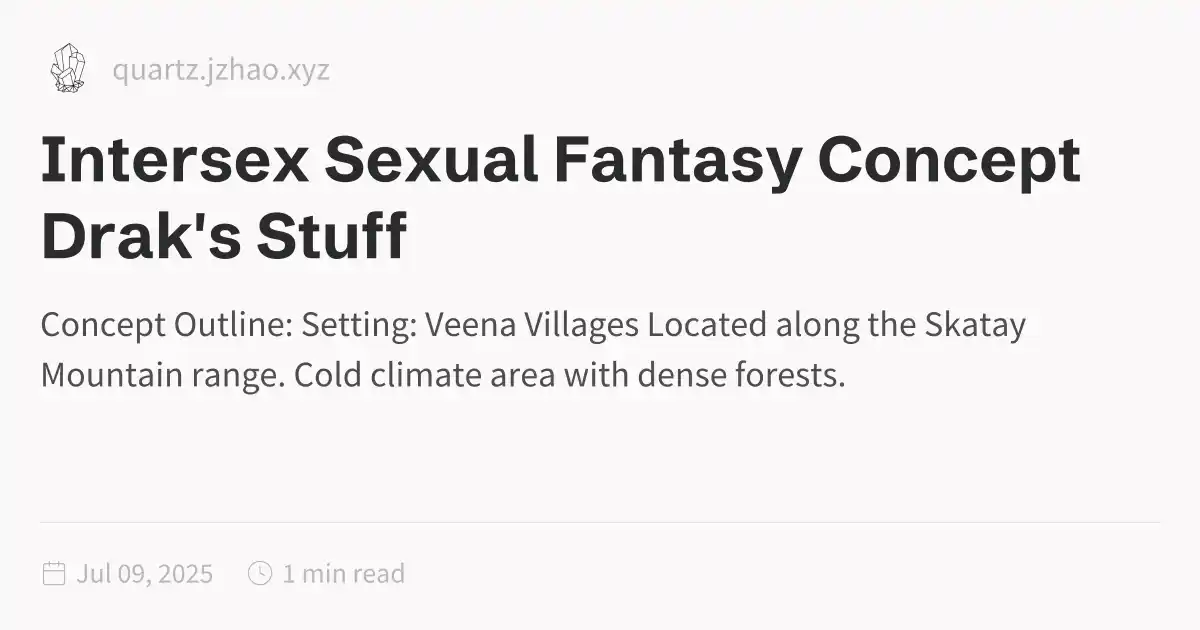 quartz.jzhao.xyz
Intersex Sexual Fantasy Concept
Drak's Stuff
Concept Outline: Setting: Veena Villages Located along the Skatay
Mountain range. Cold climate area with dense forests.
Jul 09, 2025 1 min read